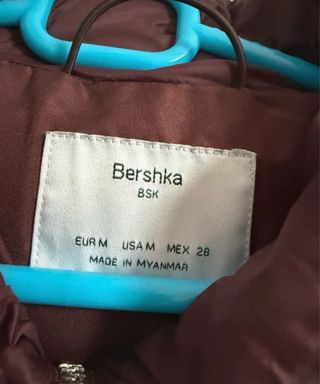 Bershka
BSK
EUR M USA M MEX 28
MADE IN MYANMAR